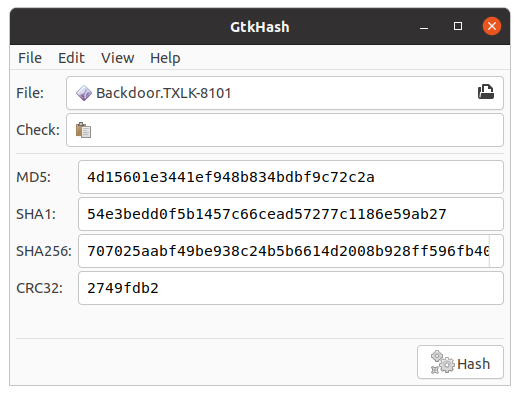 GtkHash
File Edit View Help
File: Backdoor.TXLK-8101
Check:
MD5: 4d15601e3441ef948b834bdbf9c72c2a
SHA1: 54e3bedd0f5b1457c66cead57277c1186e59ab27
SHA256: 707025aabf49be938c24b5b6614d2008b928ff596fb40
CRC32: 2749fdb2
Hash